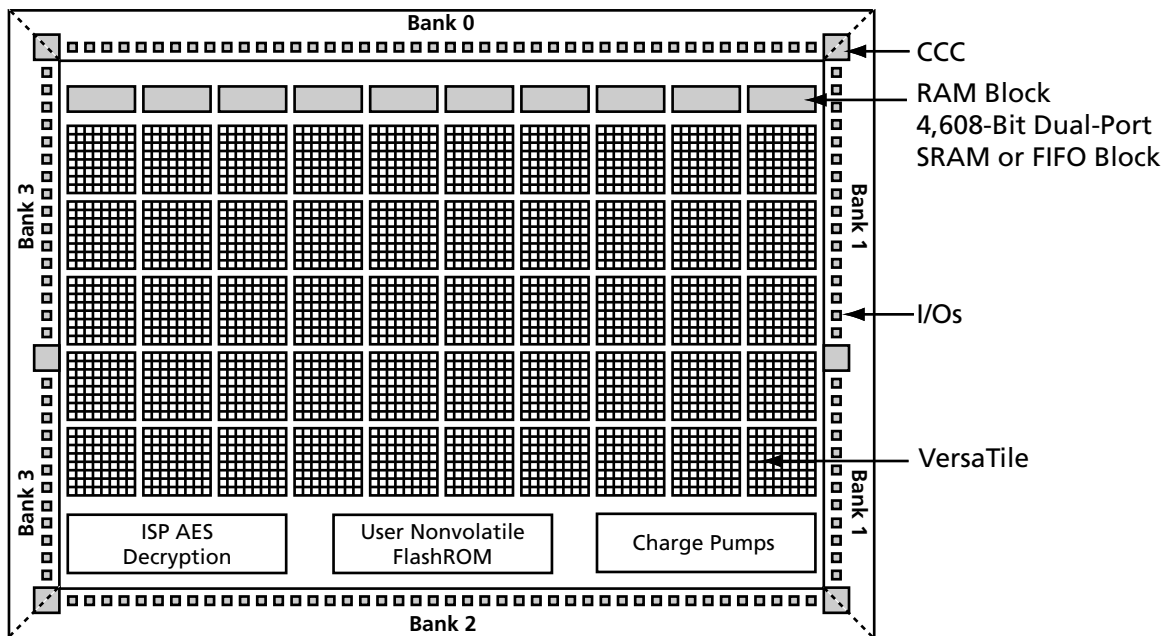 Bank 0
CCC
RAM Block
4,608-Bit Dual-Port
SRAM or FIFO Block
Bank 3
Bank 1
I/Os
VersaTile
Bank 3
Bank 1
ISP AES
Decryption
User Nonvolatile
FlashROM
Charge Pumps
Bank 2